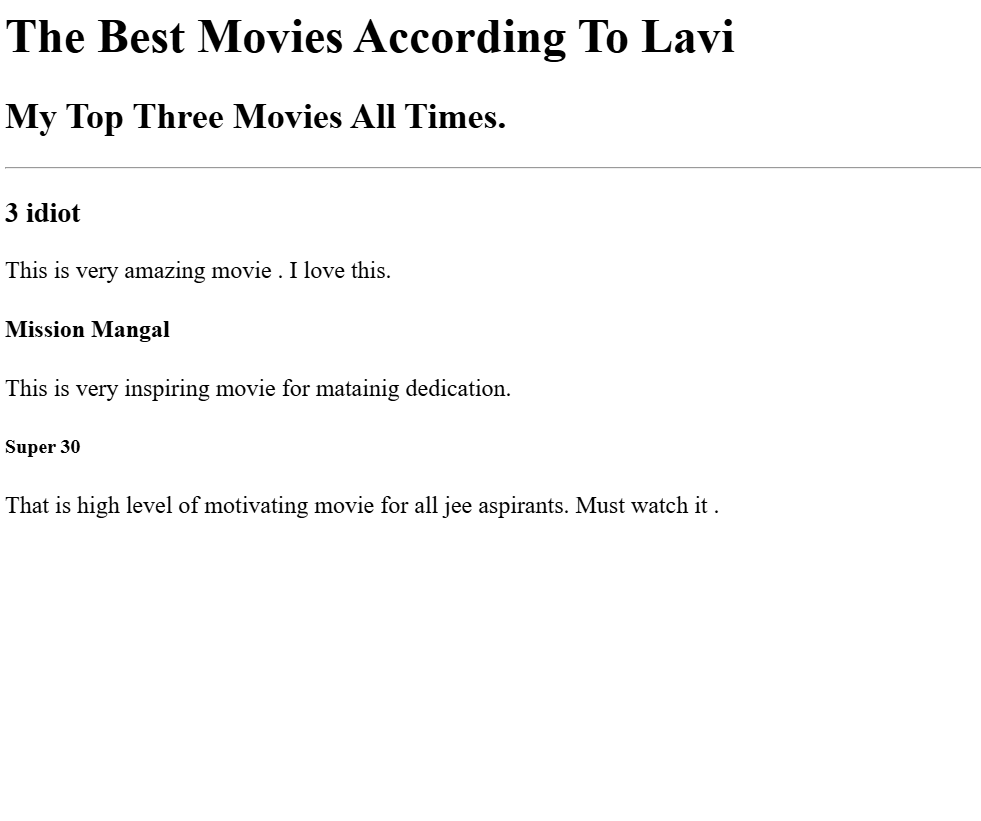 The Best Movies According To Lavi
My Top Three Movies All Times.
3 idiot
This is very amazing movie . I love this.
Mission Mangal
This is very inspiring movie for matainig dedication.
Super 30
That is high level of motivating movie for all jee aspirants. Must watch it .